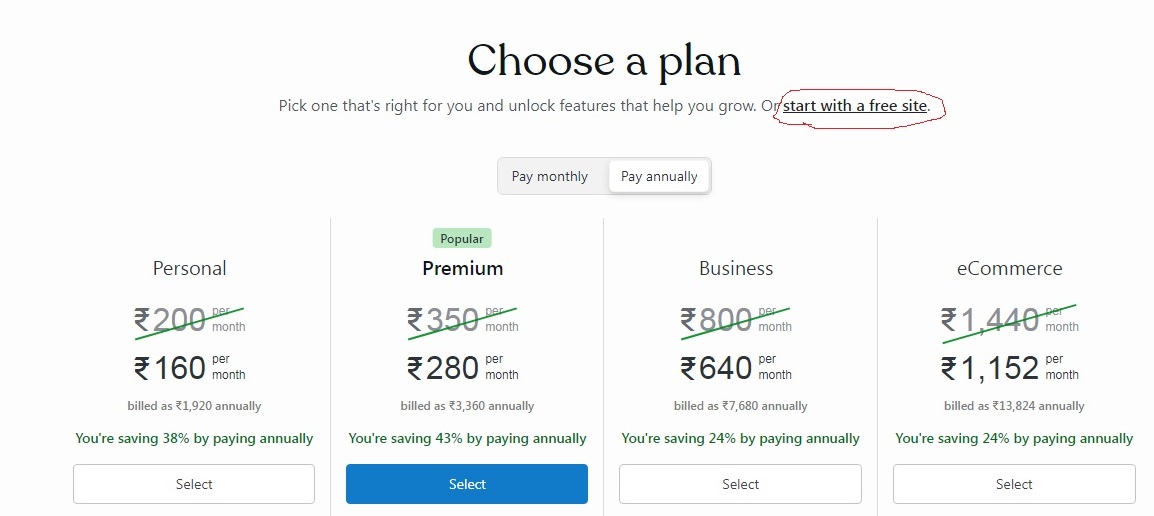 Choose a plan
Pick one that's right for you and unlock features that help you grow. Or start with a free site.
Pay monthly Pay annually
Popular
Personal Premium Business eCommerce
₹200 per month ₹350 per month ₹800 per month ₹1,440 per month
₹160 per month ₹280 per month ₹640 per month ₹1,152 per month
billed as ₹1,920 annually billed as ₹3,360 annually billed as ₹7,680 annually billed as ₹13,824 annually
You're saving 38% by paying annually You're saving 43% by paying annually You're saving 24% by paying annually You're saving 24% by paying annually
Select Select Select Select